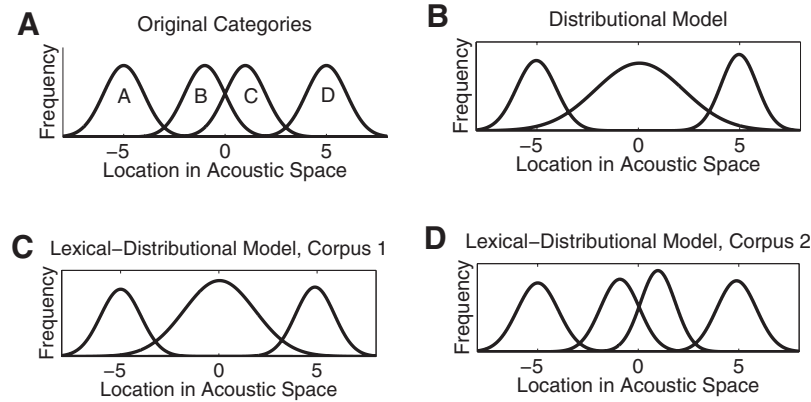 A
Original Categories
Frequency
A
B
C
D
−5
0
5
Location in Acoustic Space
B
Distributional Model
Frequency
−5
0
5
Location in Acoustic Space
C
Lexical−Distributional Model, Corpus 1
Frequency
−5
0
5
Location in Acoustic Space
D
Lexical−Distributional Model, Corpus 2
Frequency
−5
0
5
Location in Acoustic Space